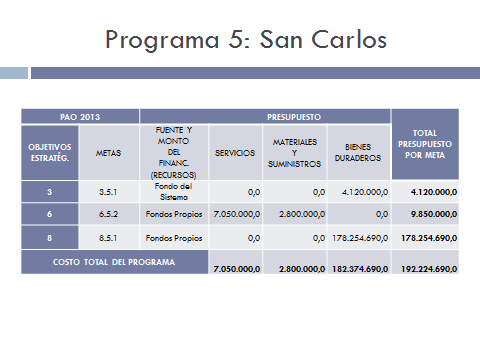 Programa 5: San Carlos
PAO 2013 PRESUPUESTO TOTAL PRESUPUESTO POR META
OBJETIVOS ESTRATÉG. METAS FUENTE Y MONTO DEL FINANC. (RECURSOS) SERVICIOS MATERIALES Y SUMINISTROS BIENES DURADEROS
3 3.5.1 Fondo del Sistema 0,0 0,0 4.120.000,0 4.120.000,0
6 6.5.2 Fondos Propios 7.050.000,0 2.800.000,0 0,0 9.850.000,0
8 8.5.1 Fondos Propios 0,0 0,0 178.254.690,0 178.254.690,0
COSTO TOTAL DEL PROGRAMA 7.050.000,0 2.800.000,0 182.374.690,0 192.224.690,0